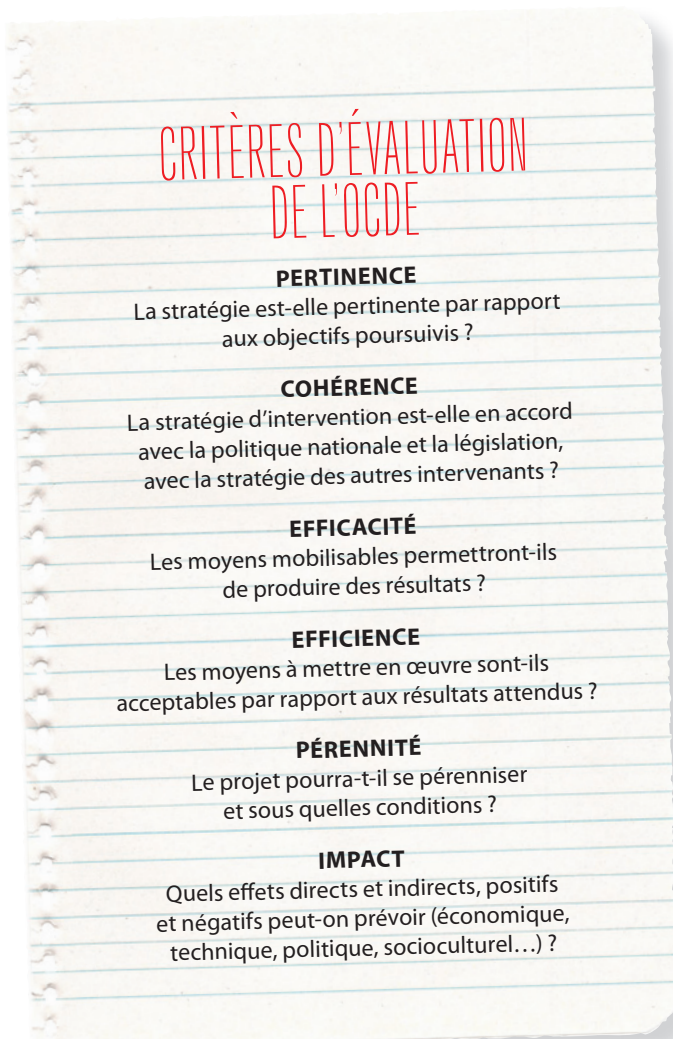 CRITÈRES D'ÉVALUATION
DE L'OCDE
PERTINENCE
La stratégie est-elle pertinente par rapport
aux objectifs poursuivis ?
COHÉRENCE
La stratégie d'intervention est-elle en accord
avec la politique nationale et la législation,
avec la stratégie des autres intervenants ?
EFFICACITÉ
Les moyens mobilisables permettront-ils
de produire des résultats ?
EFFICIENCE
Les moyens à mettre en œuvre sont-ils
acceptables par rapport aux résultats attendus ?
PÉRENNITÉ
Le projet pourra-t-il se pérenniser
et sous quelles conditions ?
IMPACT
Quels effets directs et indirects, positifs
et négatifs peut-on prévoir (économique,
technique, politique, socioculturel…) ?